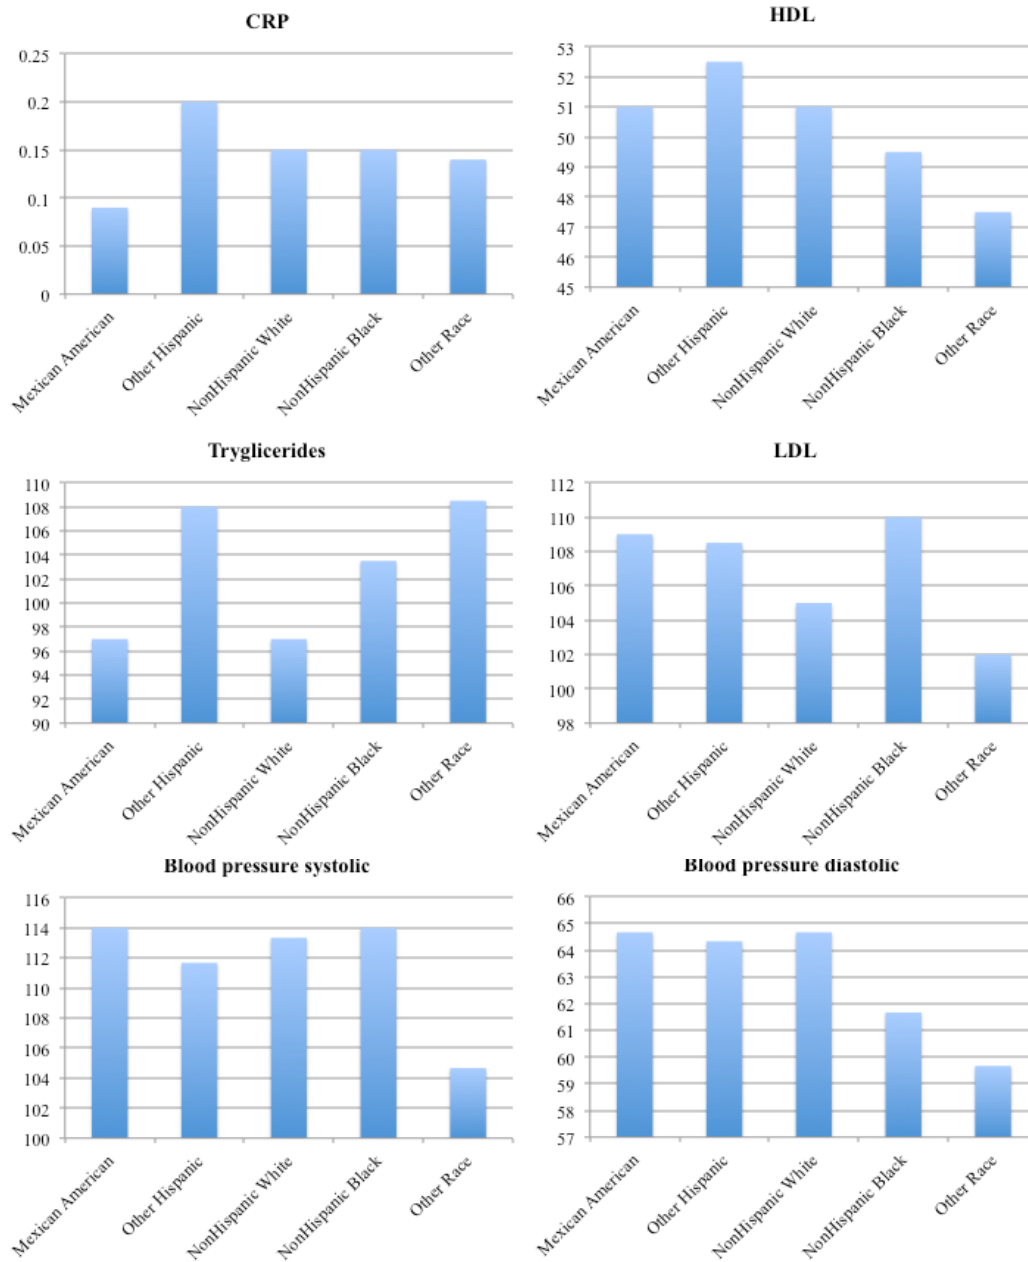 CRP
0.25
0.2
0.15
0.1
0.05
0
Mexican American
Other Hispanic
NonHispanic White
NonHispanic Black
Other Race
HDL
53
52
51
50
49
48
47
46
45
Mexican American
Other Hispanic
NonHispanic White
NonHispanic Black
Other Race
Tryglicerides
110
108
106
104
102
100
98
96
94
92
90
Mexican American
Other Hispanic
NonHispanic White
NonHispanic Black
Other Race
LDL
112
110
108
106
104
102
100
98
Mexican American
Other Hispanic
NonHispanic White
NonHispanic Black
Other Race
Blood pressure systolic
116
114
112
110
108
106
104
102
100
Mexican American
Other Hispanic
NonHispanic White
NonHispanic Black
Other Race
Blood pressure diastolic
66
65
64
63
62
61
60
59
58
57
Mexican American
Other Hispanic
NonHispanic White
NonHispanic Black
Other Race